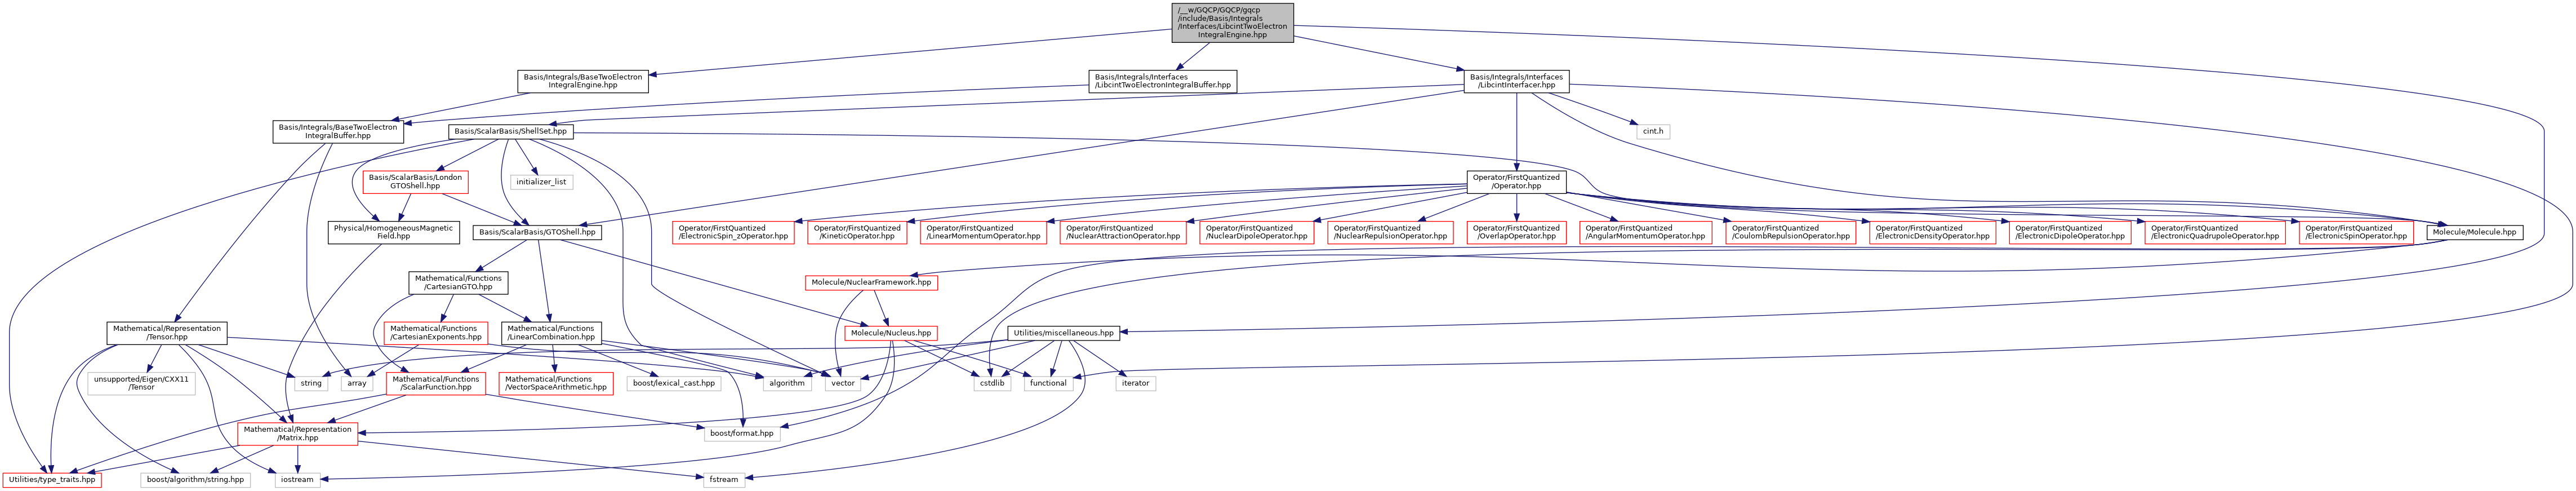 /__w/GQCP/GQCP/gqcp
/include/Basis/Integrals
/Interfaces/LibcintTwoElectron
IntegralEngine.hpp
Basis/Integrals/BaseTwoElectron
IntegralEngine.hpp
Basis/Integrals/Interfaces
/LibcintTwoElectronIntegralBuffer.hpp
Basis/Integrals/Interfaces
/LibcintInterfacer.hpp
Basis/Integrals/BaseTwoElectron
IntegralBuffer.hpp
Basis/ScalarBasis/ShellSet.hpp
cint.h
Basis/ScalarBasis/London
GTOShell.hpp
initializer_list
Operator/FirstQuantized
/Operator.hpp
Physical/HomogeneousMagnetic
Field.hpp
Basis/ScalarBasis/GTOShell.hpp
Operator/FirstQuantized
/ElectronicSpin_zOperator.hpp
Operator/FirstQuantized
/KineticOperator.hpp
Operator/FirstQuantized
/LinearMomentumOperator.hpp
Operator/FirstQuantized
/NuclearAttractionOperator.hpp
Operator/FirstQuantized
/NuclearDipoleOperator.hpp
Operator/FirstQuantized
/NuclearRepulsionOperator.hpp
Operator/FirstQuantized
/OverlapOperator.hpp
Operator/FirstQuantized
/AngularMomentumOperator.hpp
Operator/FirstQuantized
/CoulombRepulsionOperator.hpp
Operator/FirstQuantized
/ElectronicDensityOperator.hpp
Operator/FirstQuantized
/ElectronicDipoleOperator.hpp
Operator/FirstQuantized
/ElectronicQuadrupoleOperator.hpp
Operator/FirstQuantized
/ElectronicSpinOperator.hpp
Molecule/Molecule.hpp
Mathematical/Functions
/CartesianGTO.hpp
Molecule/NuclearFramework.hpp
Mathematical/Representation
/Tensor.hpp
Mathematical/Functions
/CartesianExponents.hpp
Mathematical/Functions
/LinearCombination.hpp
Molecule/Nucleus.hpp
Utilities/miscellaneous.hpp
unsupported/Eigen/CXX11
/Tensor
string
array
Mathematical/Functions
/ScalarFunction.hpp
Mathematical/Functions
/VectorSpaceArithmetic.hpp
boost/lexical_cast.hpp
algorithm
vector
cstdlib
functional
iterator
Mathematical/Representation
/Matrix.hpp
boost/format.hpp
Utilities/type_traits.hpp
boost/algorithm/string.hpp
iostream
fstream